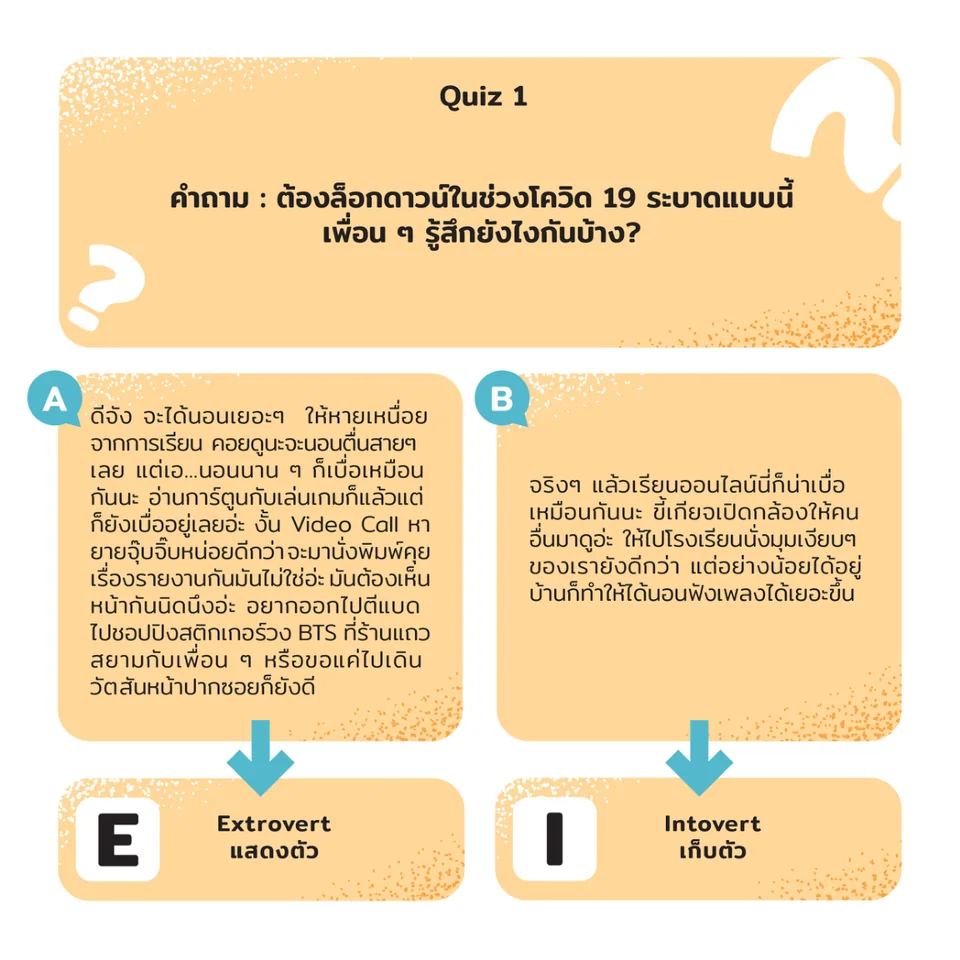 Quiz 1
คำถาม : ต้องล็อกดาวน์ในช่วงโควิด 19 ระบาดแบบนี้
เพื่อน ๆ รู้สึกยังไงกันบ้าง?
A
ดีจัง จะได้นอนเยอะๆ ให้หายเหนื่อย
จากการเรียน คอยดูนะจะนอนตื่นสายๆ
เลย แต่เอ...นอนนาน ๆ ก็เบื่อเหมือน
กันนะ อ่านการ์ตูนกับเล่นเกมก็แล้วแต่
ก็ยังเบื่ออยู่เลยอ่ะ งั้น Video Call หา
ยายจุ๊บจิ๊บหน่อยดีกว่า จะมานั่งพิมพ์คุย
เรื่องรายงานกันมันไม่ใช่อ่ะ มันต้องเห็น
หน้ากันนิดนึงอ่ะ อยากออกไปตีแบด
ไปชอปปิงสติกเกอร์วง BTS ที่ร้านแถว
สยามกับเพื่อน ๆ หรือขอแค่ไปเดิน
วัตสันหน้าปากซอยก็ยังดี
B
จริงๆ แล้วเรียนออนไลน์นี่ก็น่าเบื่อ
เหมือนกันนะ ขี้เกียจเปิดกล้องให้คน
อื่นมาดูอ่ะ ให้ไปโรงเรียนนั่งมุมเงียบๆ
ของเรายังดีกว่า แต่อย่างน้อยได้อยู่
บ้านก็ทำให้ได้นอนฟังเพลงได้เยอะขึ้น
E
Extrovert
แสดงตัว
I
Intovert
เก็บตัว